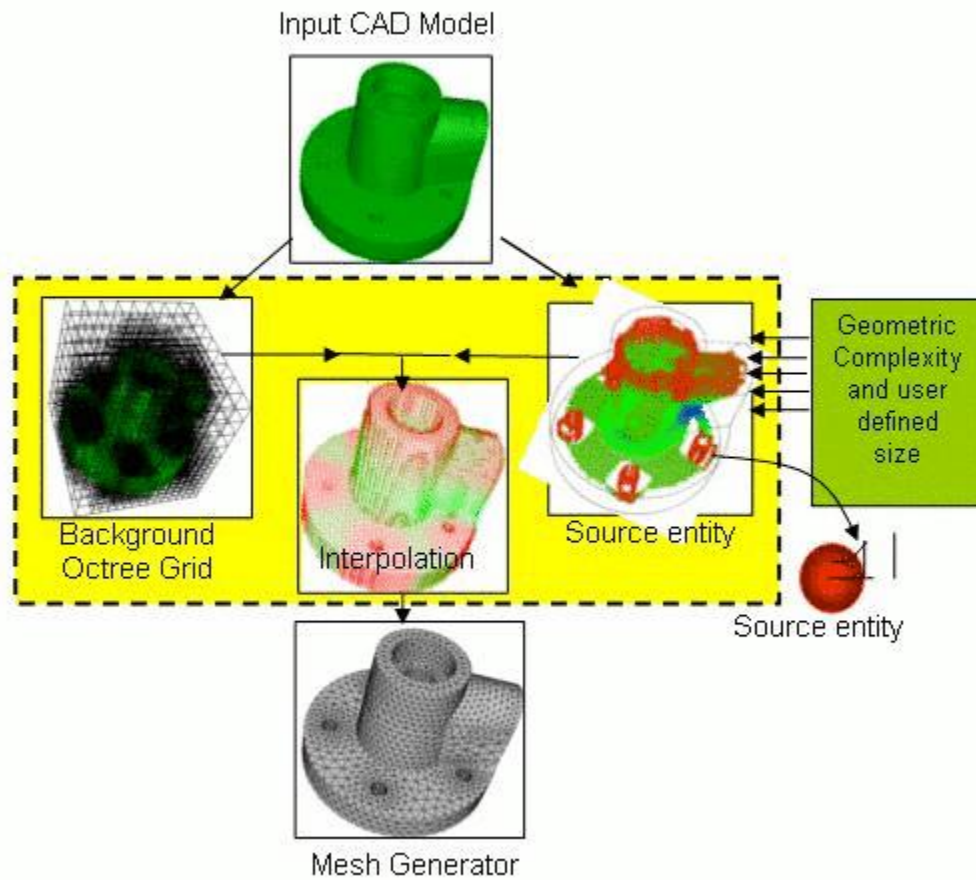 Input CAD Model
Geometric
Complexity
and user
defined
size
Background
Octree Grid
Interpolation
Source entity
Source entity
Mesh Generator